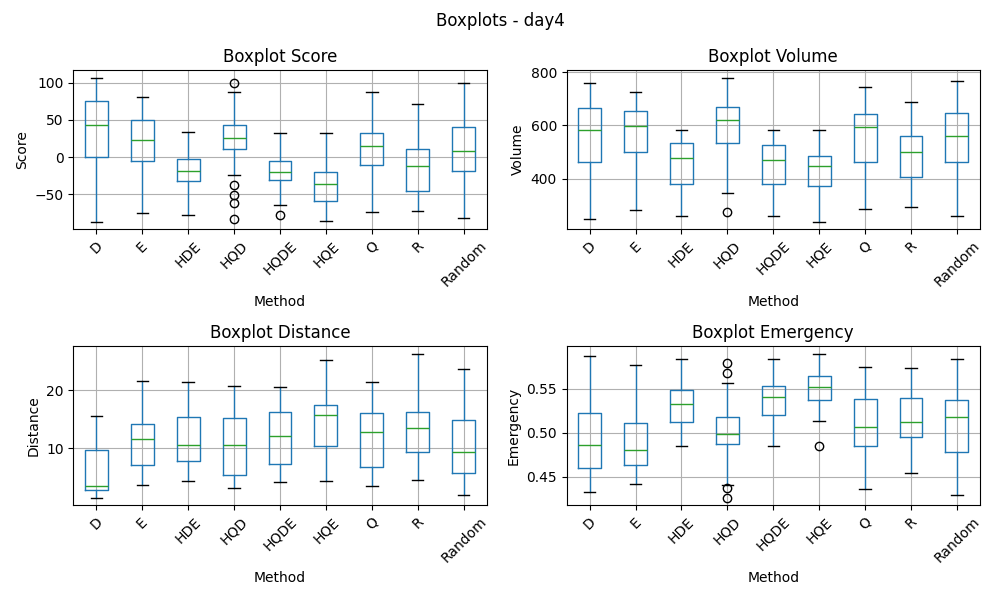 Boxplots - day4
Boxplot Score
100
50
0
−50
Score
D E HDE HQD HQDE HQE Q R Random
Method
Boxplot Volume
800
600
400
Volume
D E HDE HQD HQDE HQE Q R Random
Method
Boxplot Distance
20
10
Distance
D E HDE HQD HQDE HQE Q R Random
Method
Boxplot Emergency
0.55
0.50
0.45
Emergency
D E HDE HQD HQDE HQE Q R Random
Method